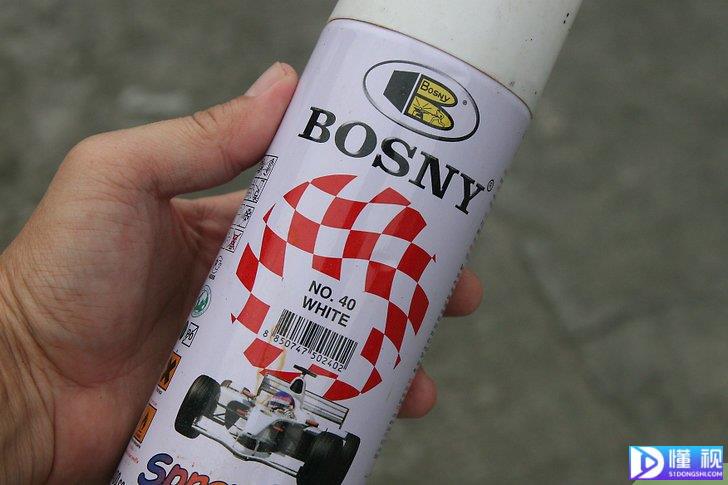 BOSNY
BOSNY®
NO. 40
WHITE
8 850747 502402
懂视
51DONGSHI.COM